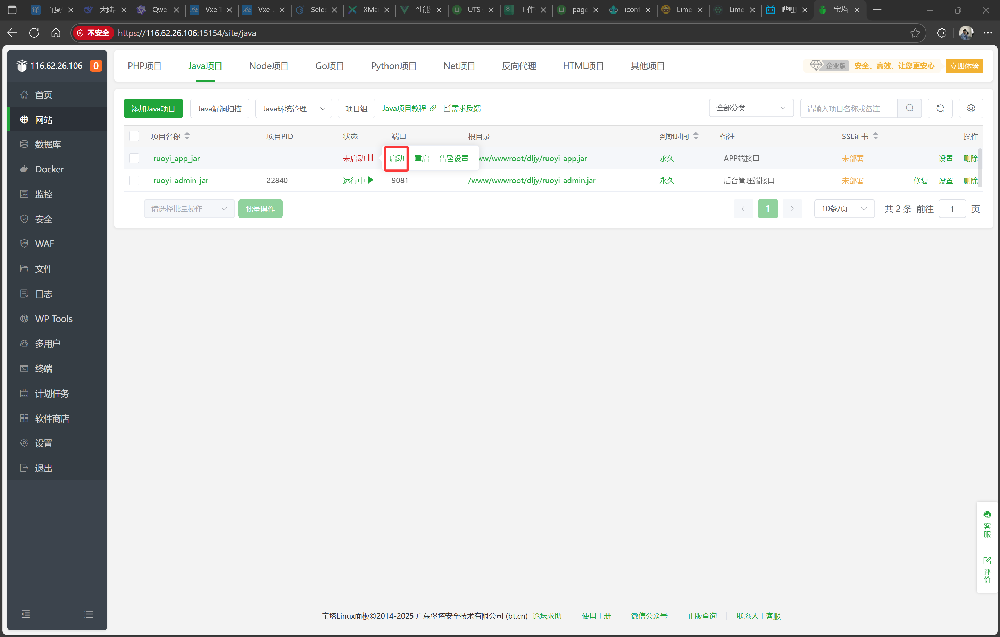 百度 大陆 Qwe Vxe T Vxe U Selec XMa 性能 UTS 工作 page iconf Lime Lime 哔哩 宝塔
不安全 https://116.62.26.106:15154/site/java
116.62.26.106 0
首页
网站
数据库
Docker
监控
安全
WAF
文件
日志
WP Tools
多用户
终端
计划任务
软件商店
设置
退出
PHP项目 Java项目 Node项目 Go项目 Python项目 Net项目 反向代理 HTML项目 其他项目 企业版 安全、高效、让您更安心 立即体验
添加Java项目 Java漏洞扫描 Java环境管理 项目组 Java项目教程 需求反馈 全部分类 请输入项目名称或备注
项目名称 项目PID 状态 端口 根目录 到期时间 备注 SSL证书 操作
ruoyi_app_jar -- 未启动 启动 重启 告警设置 ww/wwwroot/dljy/ruoyi-app.jar 永久 APP端接口 未部署 设置 删除
ruoyi_admin_jar 22840 运行中 9081 /www/wwwroot/dljy/ruoyi-admin.jar 永久 后台管理端接口 未部署 修复 设置 删除
请选择批量操作 批量操作 1 10条/页 共 2 条 前往 1 页
客服
评价
宝塔Linux面板©2014-2025 广东堡塔安全技术有限公司 (bt.cn) 论坛求助 使用手册 微信公众号 正版查询 联系人工客服